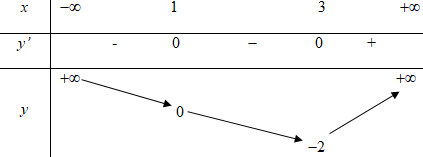 x −∞ 1 3 +∞
y’ - 0 − 0 +
+∞ +∞
y 0
−2